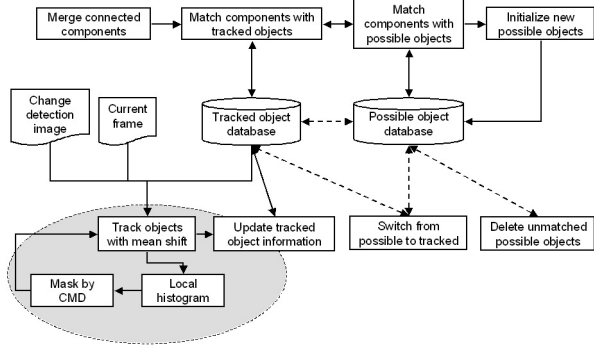 Merge connected
components
Match components with
tracked objects
Match
components with
possible objects
Initialize new
possible objects
Change
detection
image
Current
frame
Tracked object
database
Possible object
database
Track objects
with mean shift
Update tracked
object information
Switch from
possible to tracked
Delete unmatched
possible objects
Mask by
CMD
Local
histogram